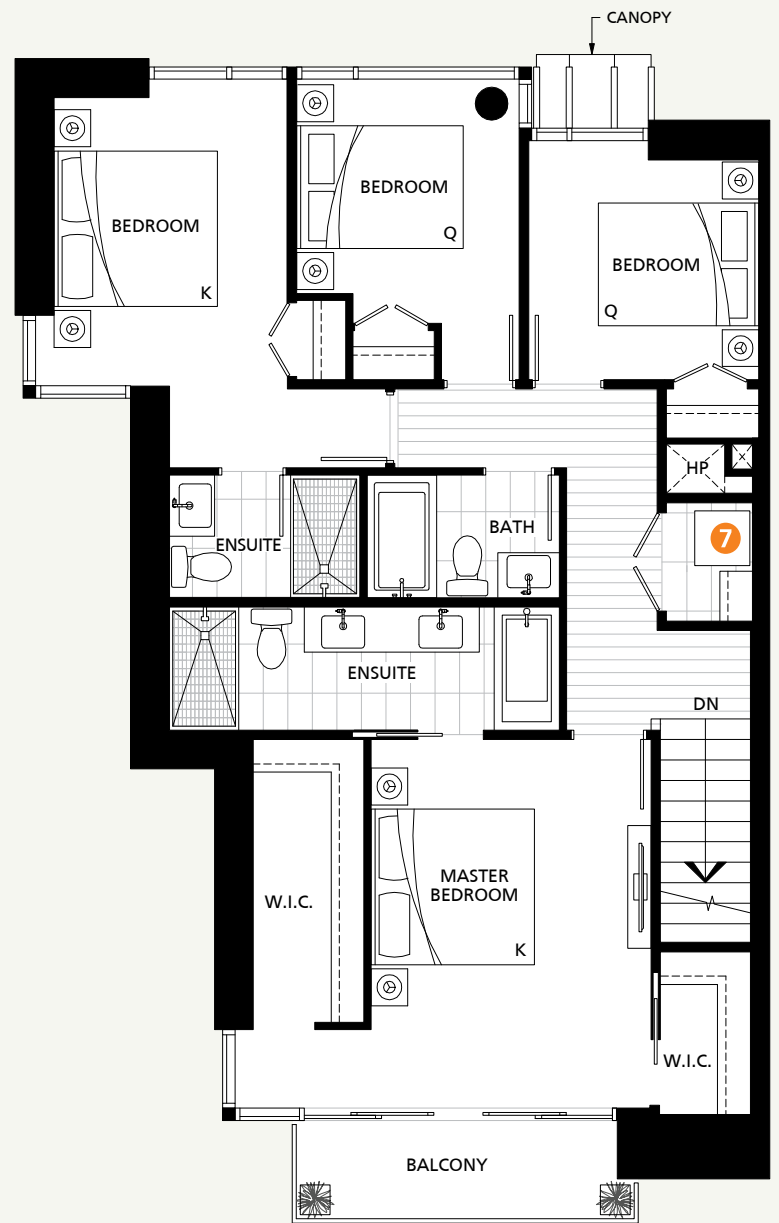 CANOPY
BEDROOM
K
BEDROOM
Q
BEDROOM
Q
HP
ENSUITE
BATH
7
ENSUITE
DN
W.I.C.
MASTER
BEDROOM
K
W.I.C.
BALCONY